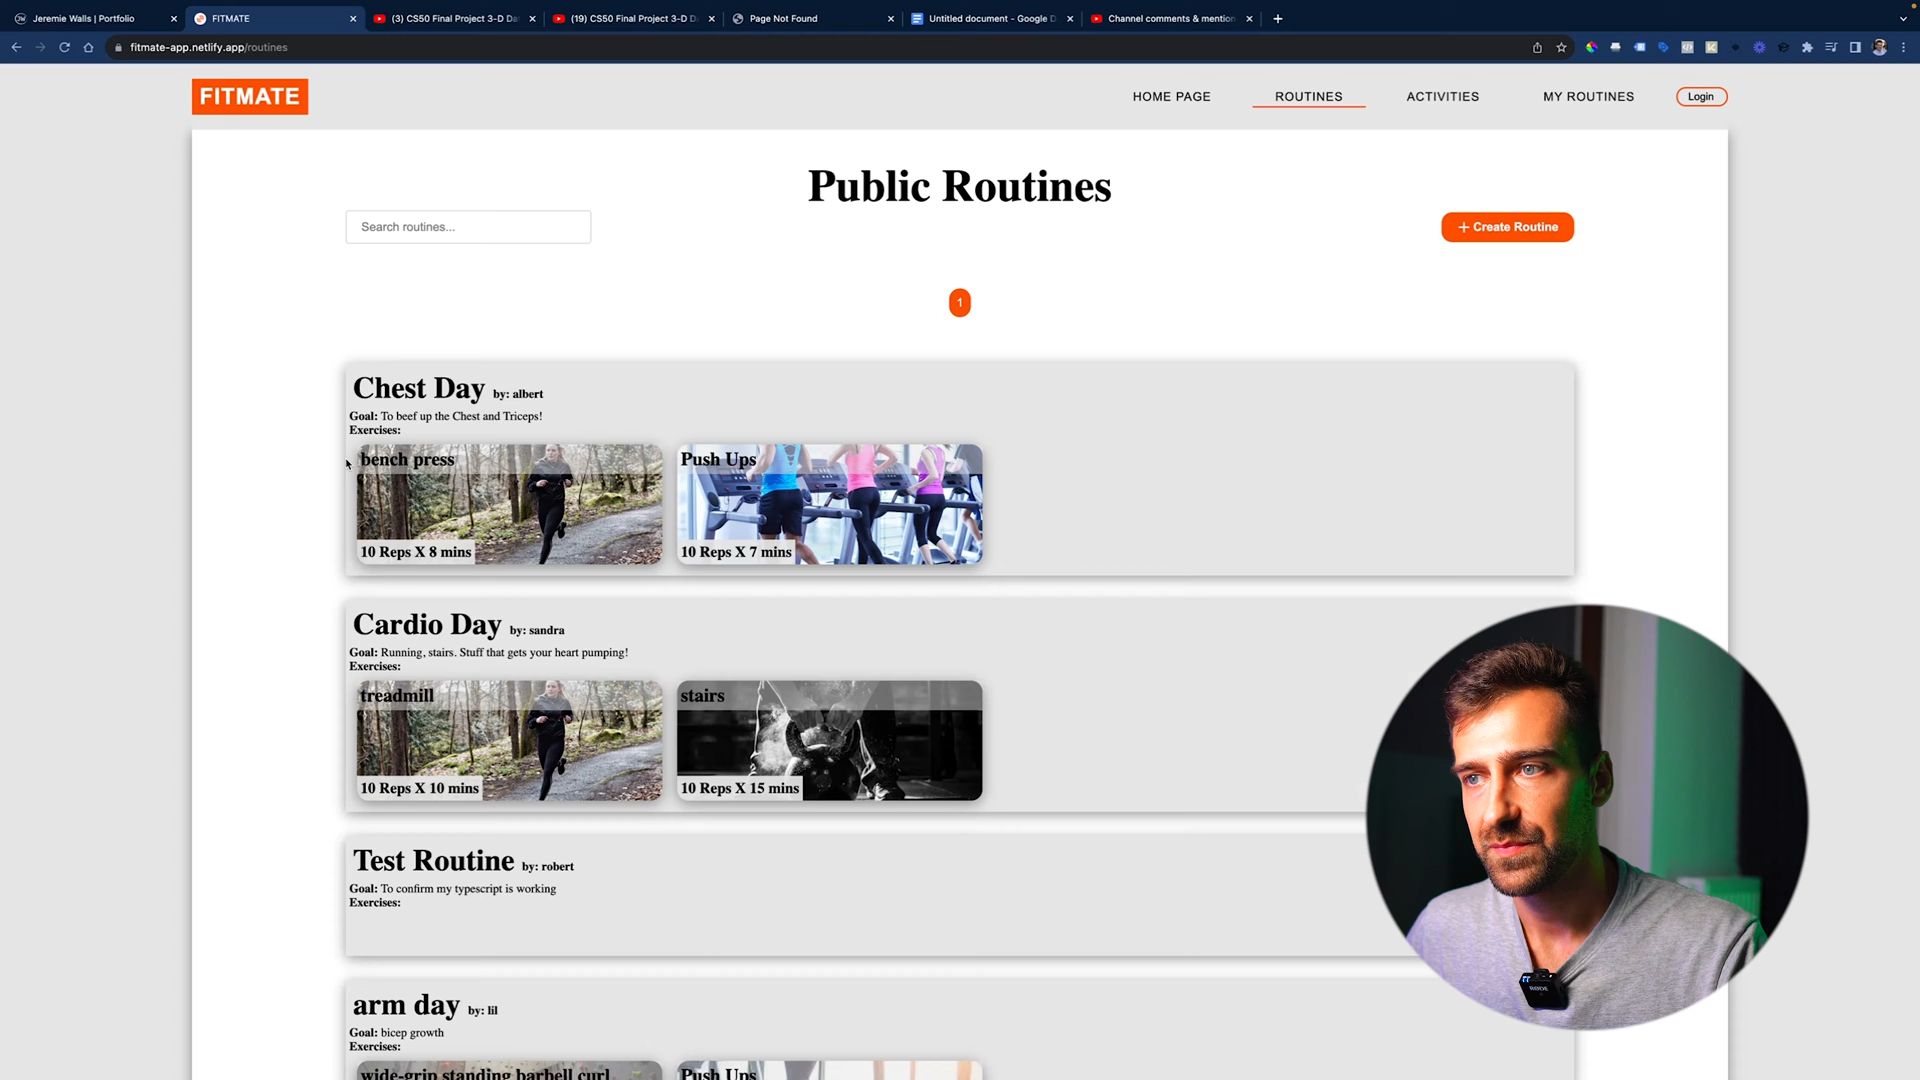 Jeremie Walls | Portfolio
FITMATE
(3) CS50 Final Project 3-D Da
(19) CS50 Final Project 3-D D
Page Not Found
Untitled document - Google D
Channel comments & mention
fitmate-app.netlify.app/routines
FITMATE
HOME PAGE
ROUTINES
ACTIVITIES
MY ROUTINES
Login
Public Routines
Search routines...
+ Create Routine
1
Chest Day by: albert
Goal: To beef up the Chest and Triceps!
Exercises:
bench press
Push Ups
10 Reps X 8 mins
10 Reps X 7 mins
Cardio Day by: sandra
Goal: Running, stairs. Stuff that gets your heart pumping!
Exercises:
treadmill
stairs
10 Reps X 10 mins
10 Reps X 15 mins
Test Routine by: robert
Goal: To confirm my typescript is working
Exercises:
arm day by: lil
Goal: bicep growth
Exercises:
wide-grip standing barbell curl
Push Ups
RØDE